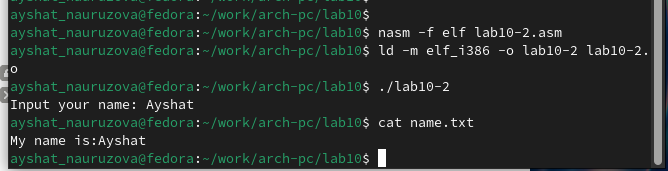 ayshat_nauruzova@fedora:~/work/arch-pc/lab10$
ayshat_nauruzova@fedora:~/work/arch-pc/lab10$ nasm -f elf lab10-2.asm
ayshat_nauruzova@fedora:~/work/arch-pc/lab10$ ld -m elf_i386 -o lab10-2 lab10-2.
o
ayshat_nauruzova@fedora:~/work/arch-pc/lab10$ ./lab10-2
Input your name: Ayshat
ayshat_nauruzova@fedora:~/work/arch-pc/lab10$ cat name.txt
My name is:Ayshat
ayshat_nauruzova@fedora:~/work/arch-pc/lab10$